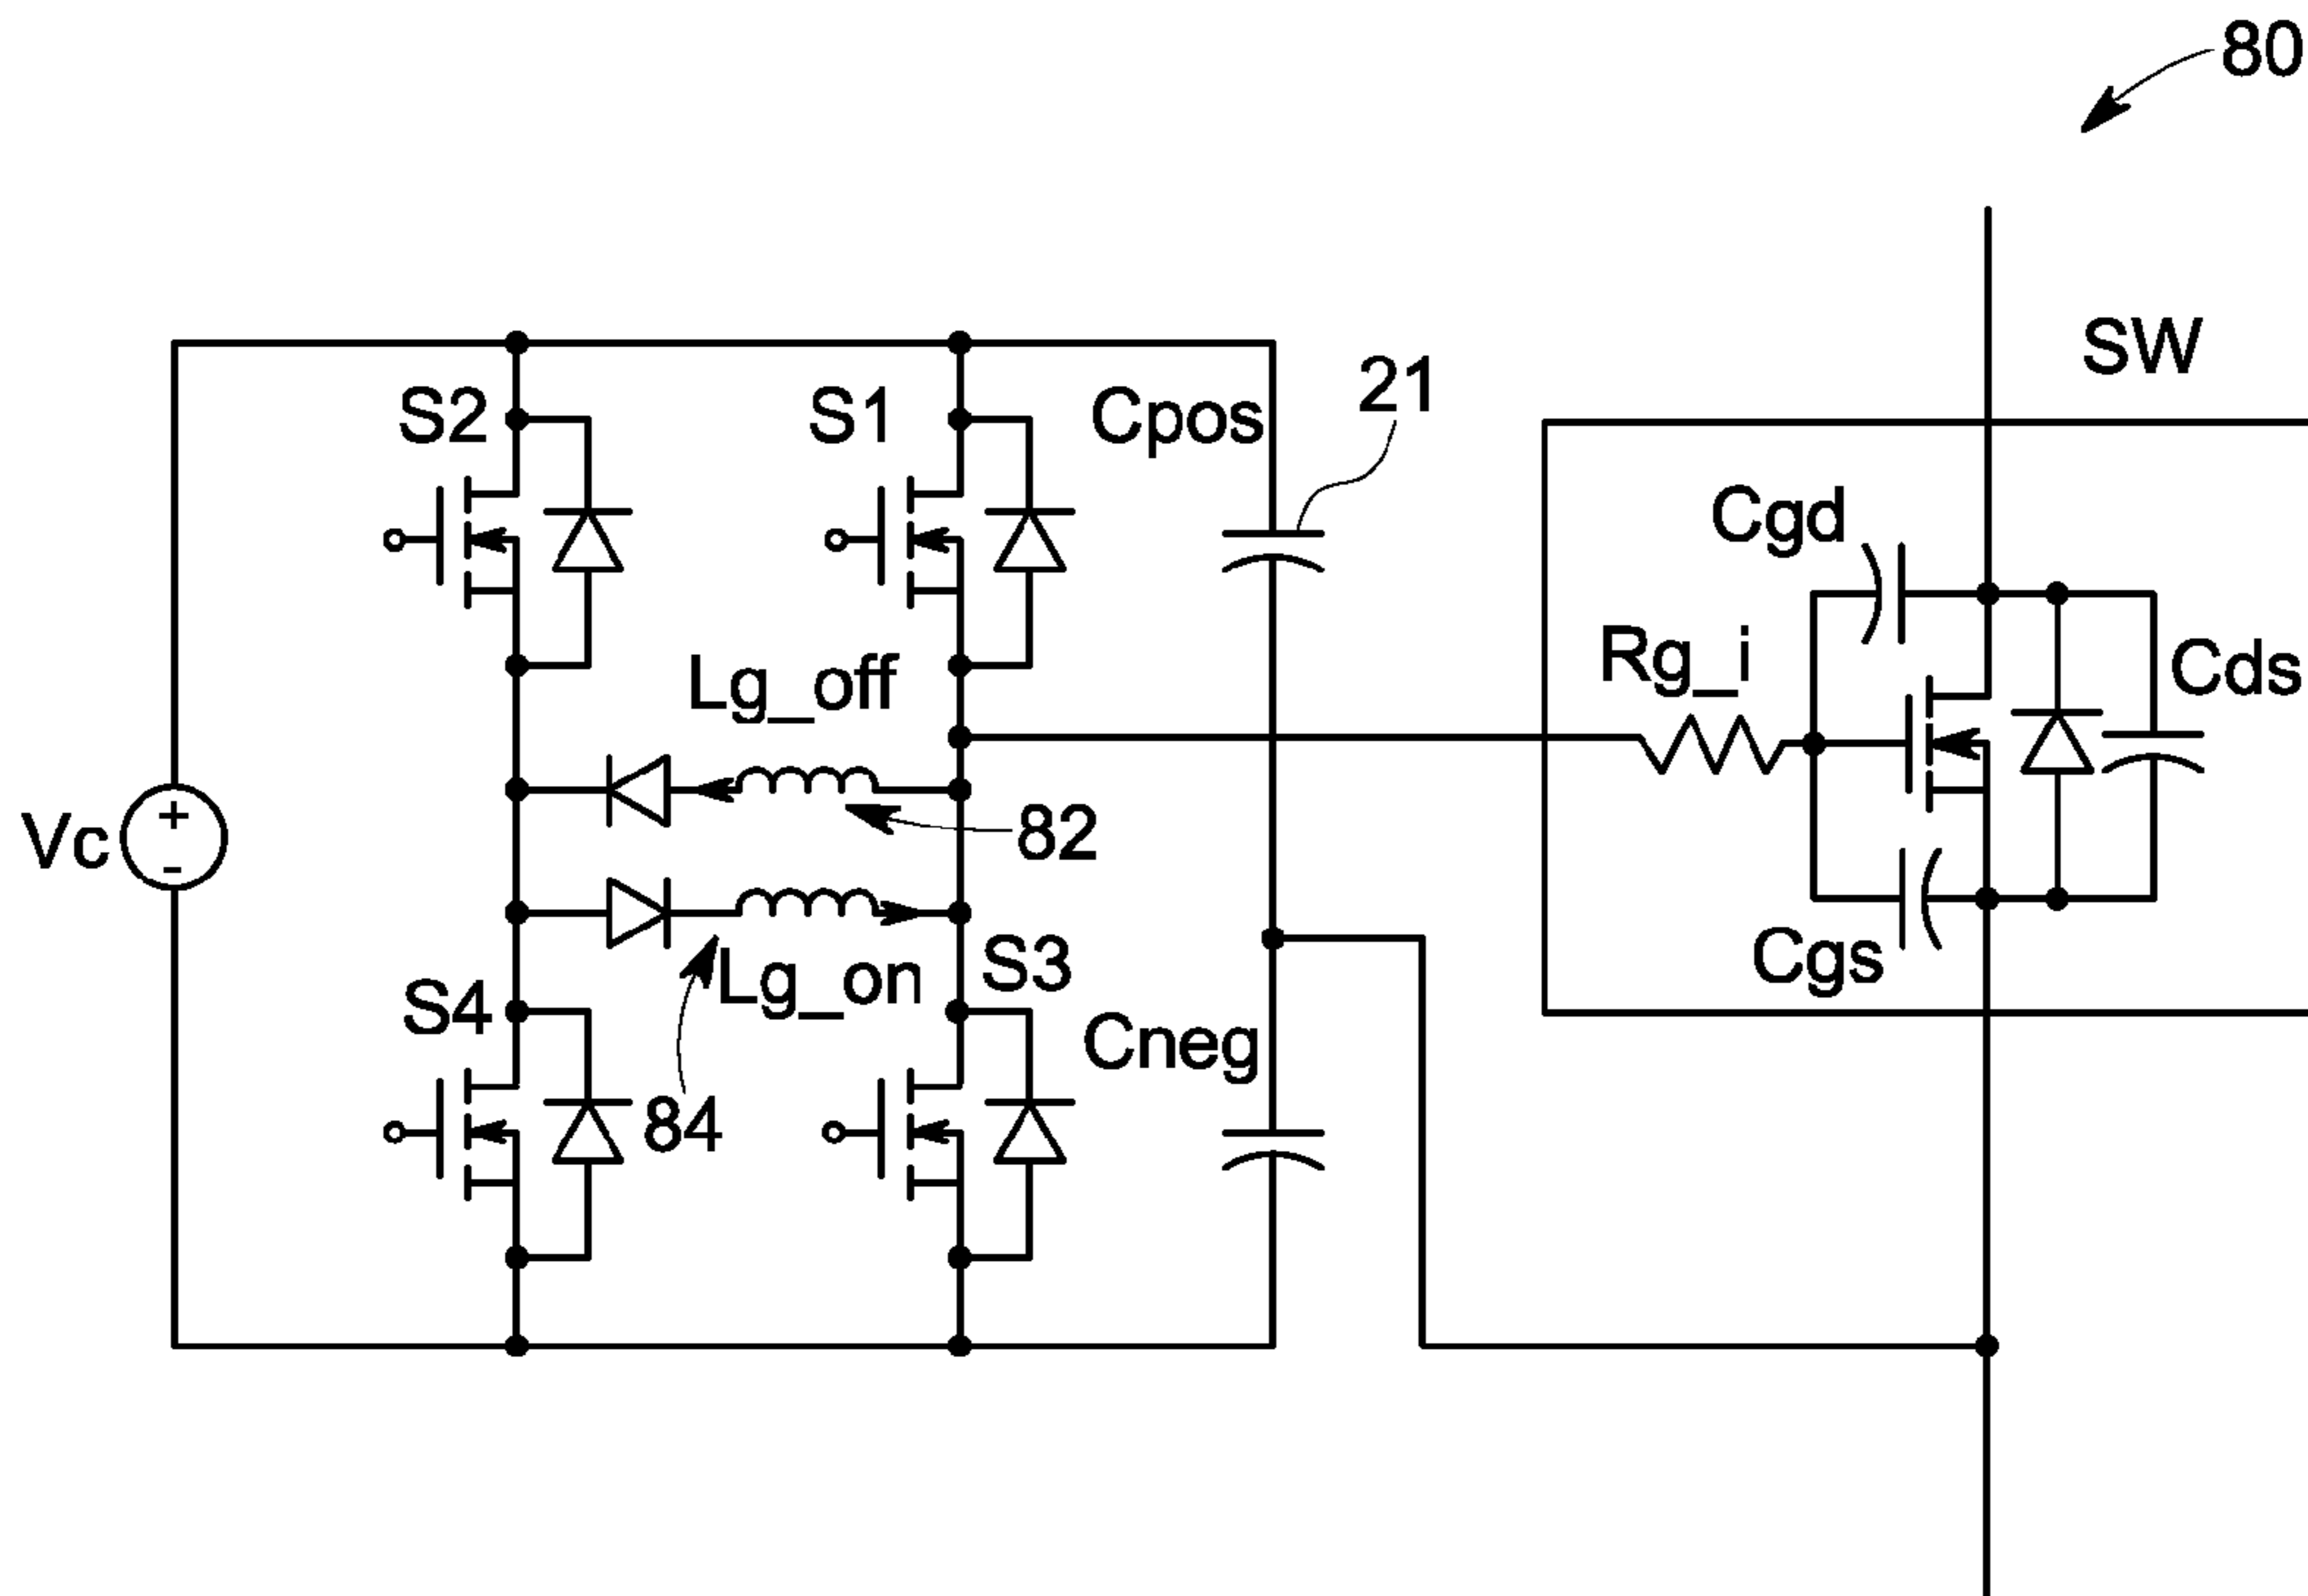 80
SW
S2
S1
Cpos
21
Cgd
Rg_i
Cds
Lg_off
Vc
+
-
82
Lg_on
S3
Cgs
S4
Cneg
84